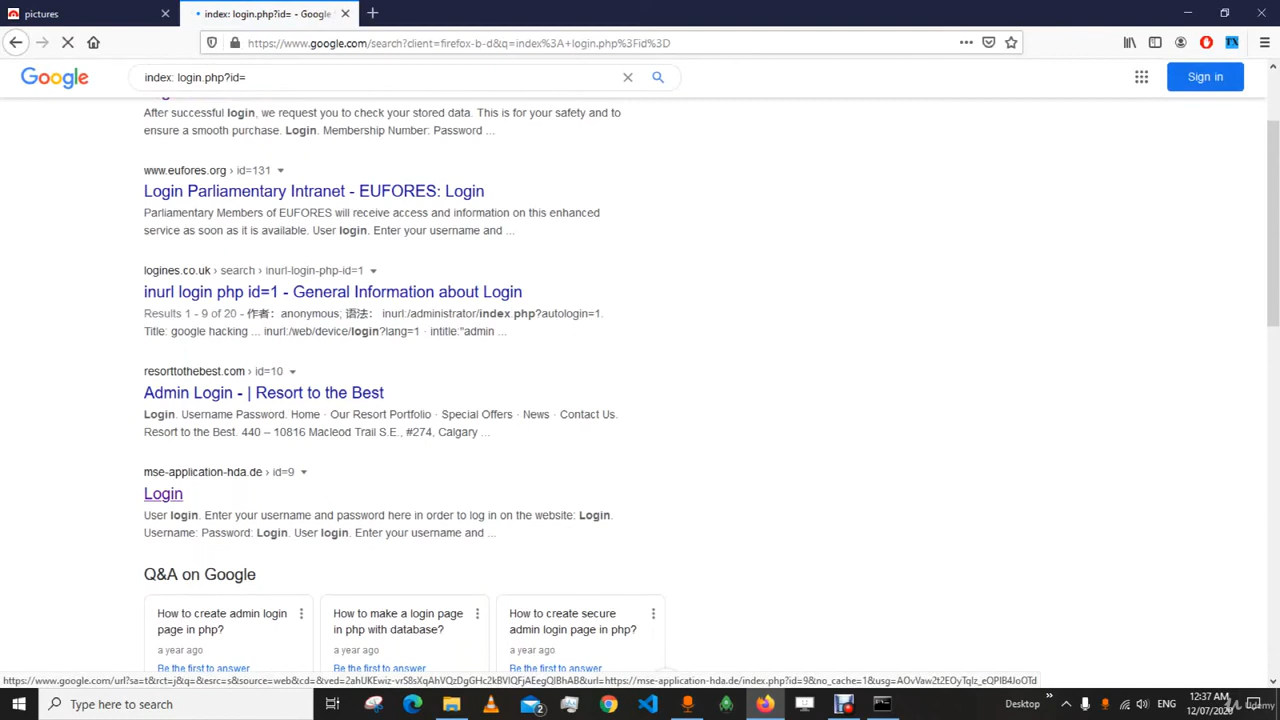 pictures
index: login.php?id= - Google
https://www.google.com/search?client=firefox-b-d&q=index%3A+login.php%3Fid%3D
Google
index: login.php?id=
Sign in
After successful login, we request you to check your stored data. This is for your safety and to
ensure a smooth purchase. Login. Membership Number: Password ...
www.eufores.org › id=131
Login Parliamentary Intranet - EUFORES: Login
Parliamentary Members of EUFORES will receive access and information on this enhanced
service as soon as it is available. User login. Enter your username and ...
logines.co.uk › search › inurl-login-php-id=1
inurl login php id=1 - General Information about Login
Results 1 - 9 of 20 - 作者：anonymous; 语法： inurl:/administrator/index.php?autologin=1.
Title: google hacking ... inurl:/web/device/login?lang=1 · intitle:"admin ...
resorttothebest.com › id=10
Admin Login - | Resort to the Best
Login. Username Password. Home · Our Resort Portfolio · Special Offers · News · Contact Us.
Resort to the Best. 440 – 10816 Macleod Trail S.E., #274, Calgary ...
mse-application-hda.de › id=9
Login
User login. Enter your username and password here in order to log in on the website: Login.
Username: Password: Login. User login. Enter your username and ...
Q&A on Google
How to create admin login
page in php?
a year ago
Be the first to answer
How to make a login page
in php with database?
a year ago
Be the first to answer
How to create secure
admin login page in php?
a year ago
Be the first to answer
Type here to search
Desktop
ENG
12:37 AM
Udemy